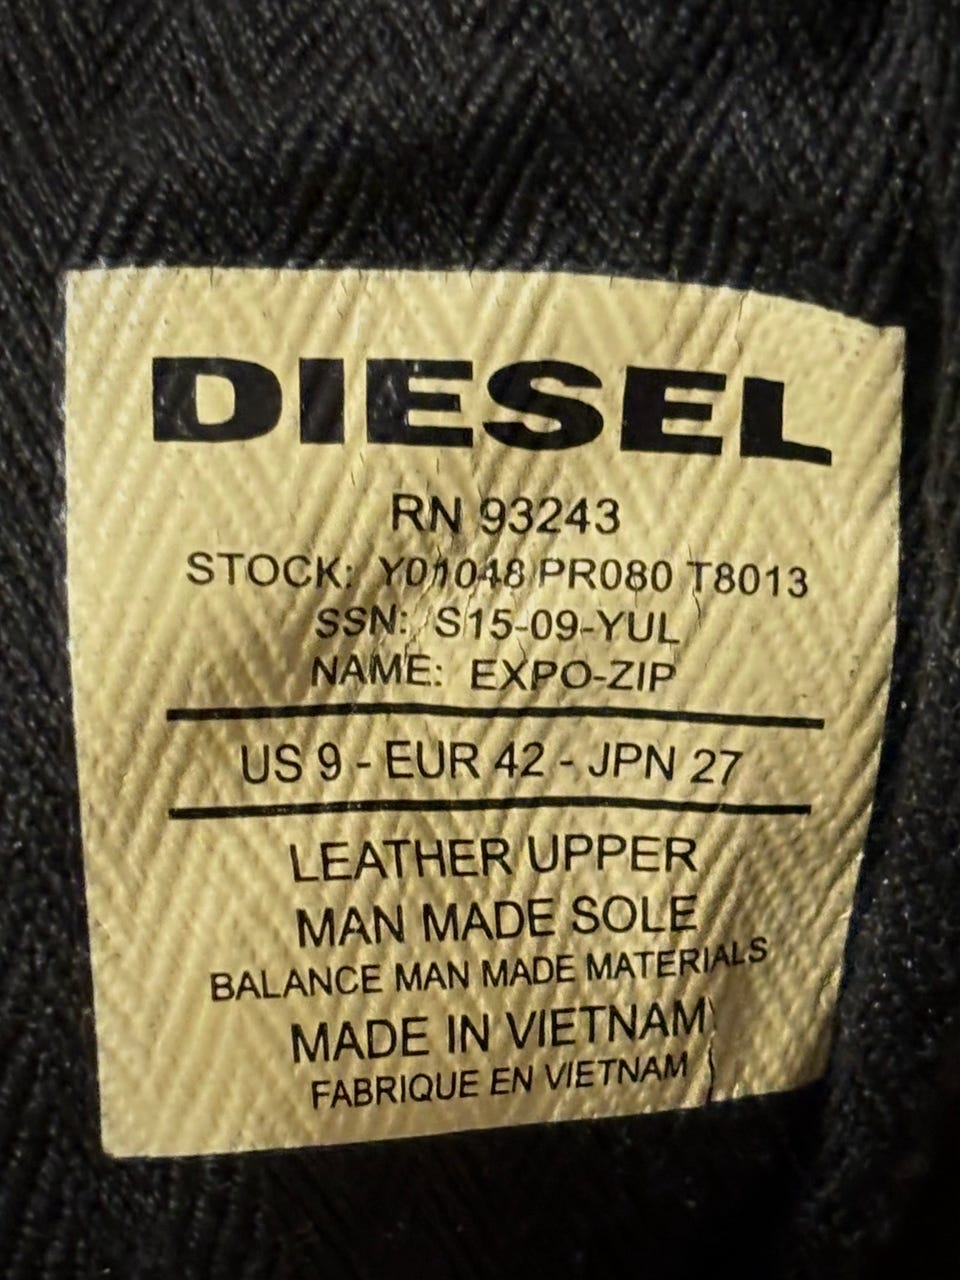 DIESEL
RN 93243
STOCK: Y01048 PR080 T8013
SSN: S15-09-YUL
NAME: EXPO-ZIP
US 9 - EUR 42 - JPN 27
LEATHER UPPER
MAN MADE SOLE
BALANCE MAN MADE MATERIALS
MADE IN VIETNAM
FABRIQUE EN VIETNAM